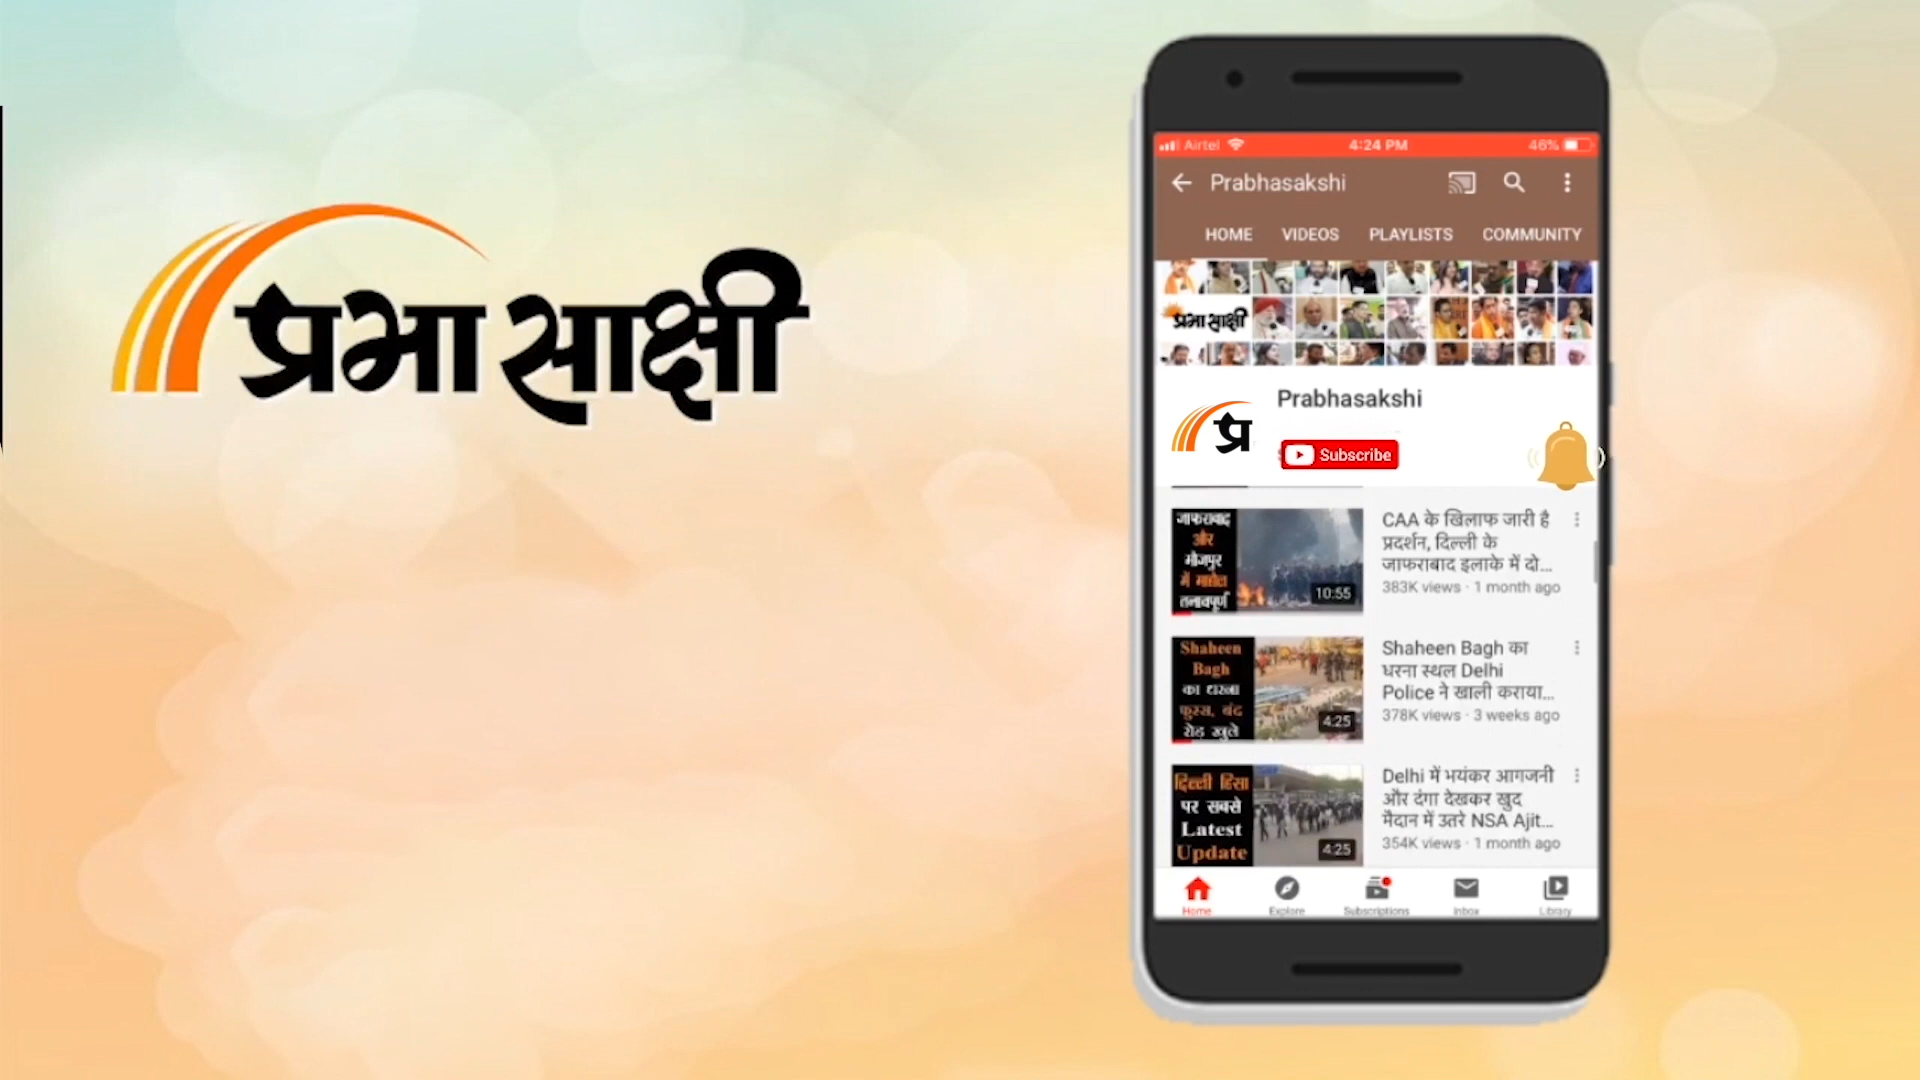 प्रभासाक्षी
Airtel 4:24 PM 46%
Prabhasakshi
HOME VIDEOS PLAYLISTS COMMUNITY
प्रभासाक्षी
Prabhasakshi
प्र
Subscribe
जाफराबाद
और
मौजपुर
में माहौल
तनावपूर्ण
10:55
CAA के खिलाफ जारी है
प्रदर्शन, दिल्ली के
जाफराबाद इलाके में दो...
383K views · 1 month ago
Shaheen
Bagh
का धरना
फुस्स, बंद
रोड खुले
4:25
Shaheen Bagh का
धरना स्थल Delhi
Police ने खाली कराया...
378K views · 3 weeks ago
दिल्ली हिंसा
पर सबसे
Latest
Update
4:25
Delhi में भयंकर आगजनी
और दंगा देखकर खुद
मैदान में उतरे NSA Ajit...
354K views · 1 month ago
Home Explore Subscriptions Inbox Library